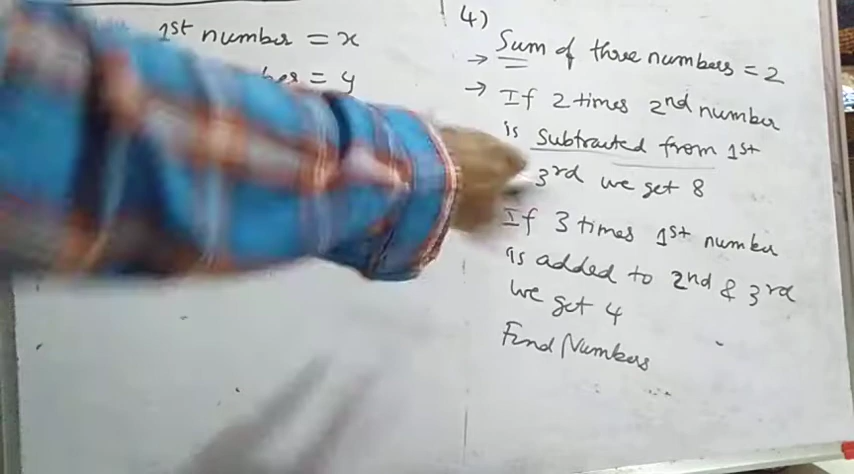 1st number = x
= y
4)
→ Sum of three numbers = 2
→ If 2 times 2nd number
is subtracted from 1st
3rd we get 8
If 3 times 1st number
is added to 2nd & 3rd
we get 4
Find Numbers